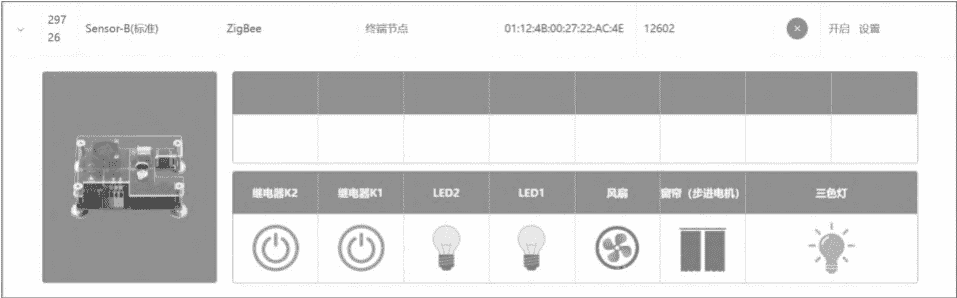 297
26
Sensor-B(标准)
ZigBee
终端节点
01:12:4B:00:27:22:AC:4E
12602
开启 设置
继电器K2
继电器K1
LED2
LED1
风扇
窗帘（步进电机）
三色灯